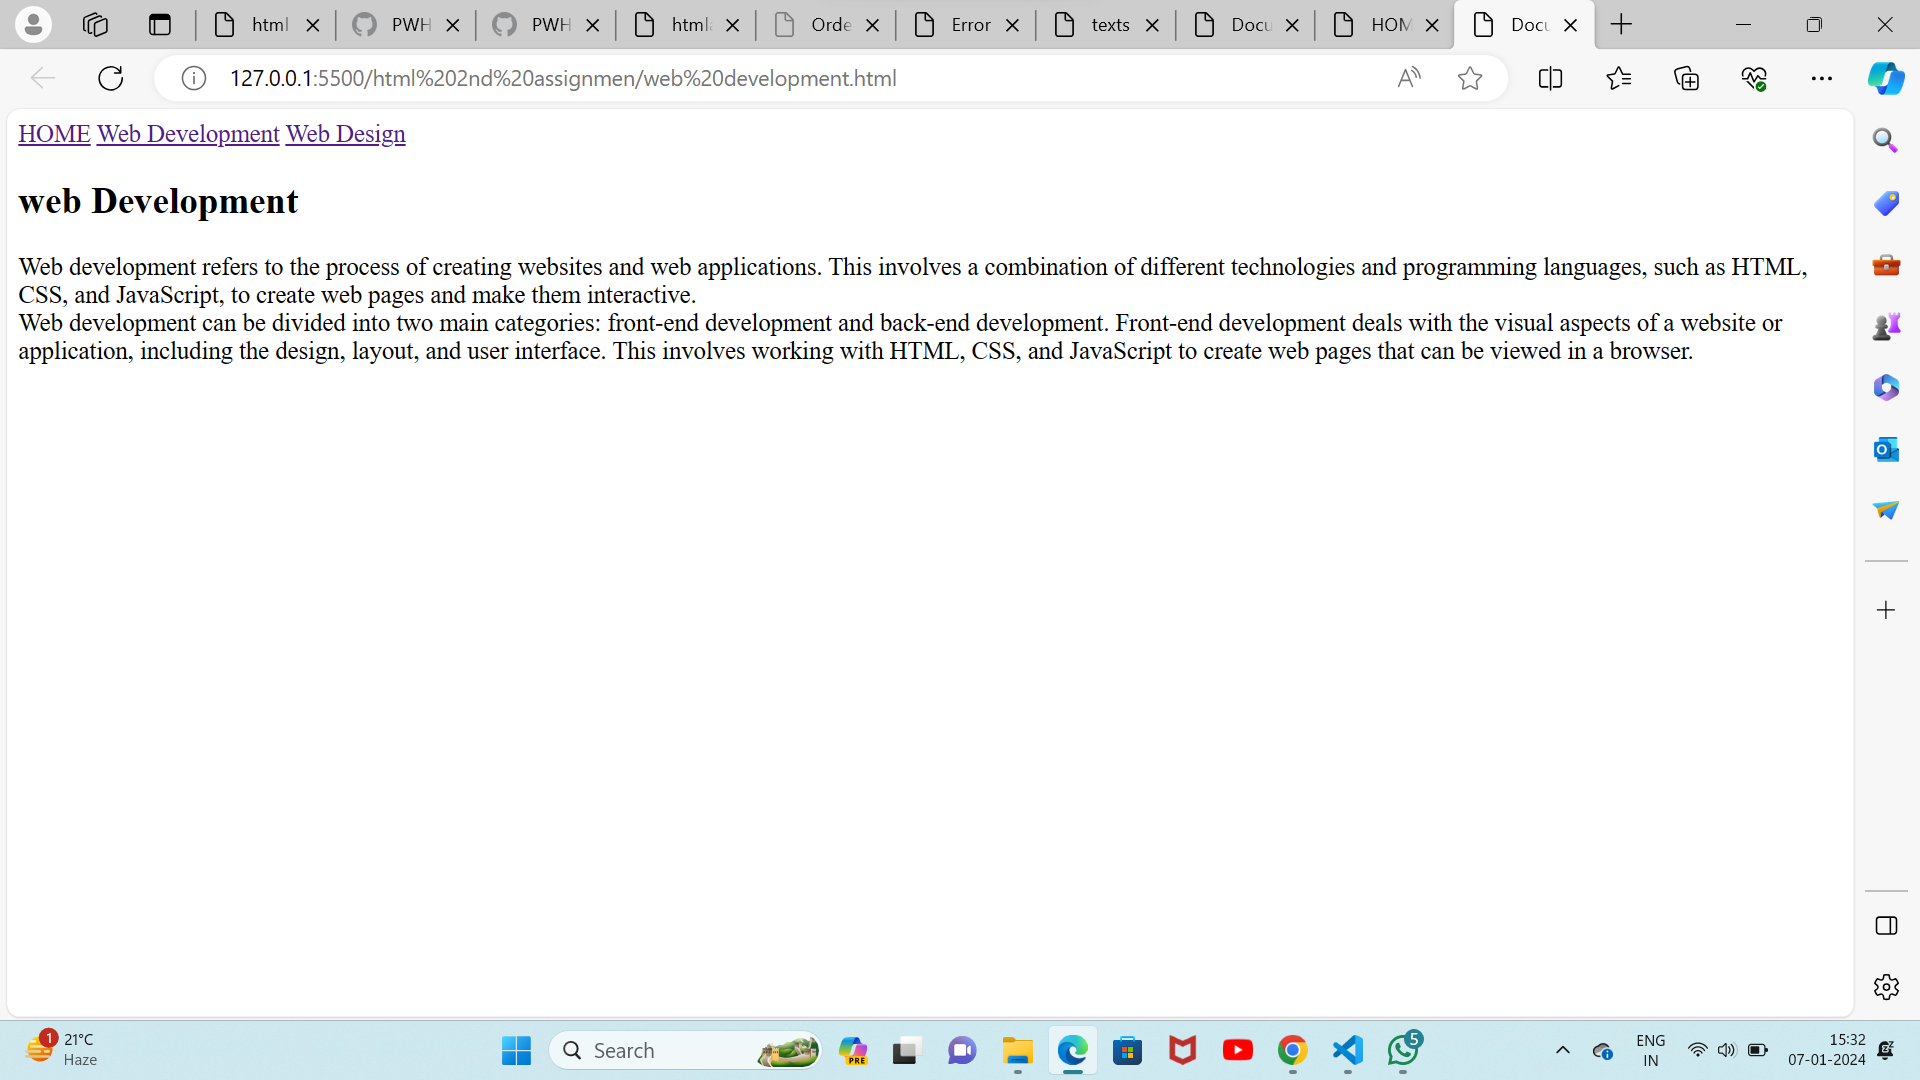 html
PWH
PWH
html
Orde
Error
texts
Docu
HOM
Docu
127.0.0.1:5500/html%202nd%20assignmen/web%20development.html
HOME Web Development Web Design
web Development
Web development refers to the process of creating websites and web applications. This involves a combination of different technologies and programming languages, such as HTML,
CSS, and JavaScript, to create web pages and make them interactive.
Web development can be divided into two main categories: front-end development and back-end development. Front-end development deals with the visual aspects of a website or
application, including the design, layout, and user interface. This involves working with HTML, CSS, and JavaScript to create web pages that can be viewed in a browser.
1
21°C
Haze
Search
PRE
5
ENG
IN
15:32
07-01-2024